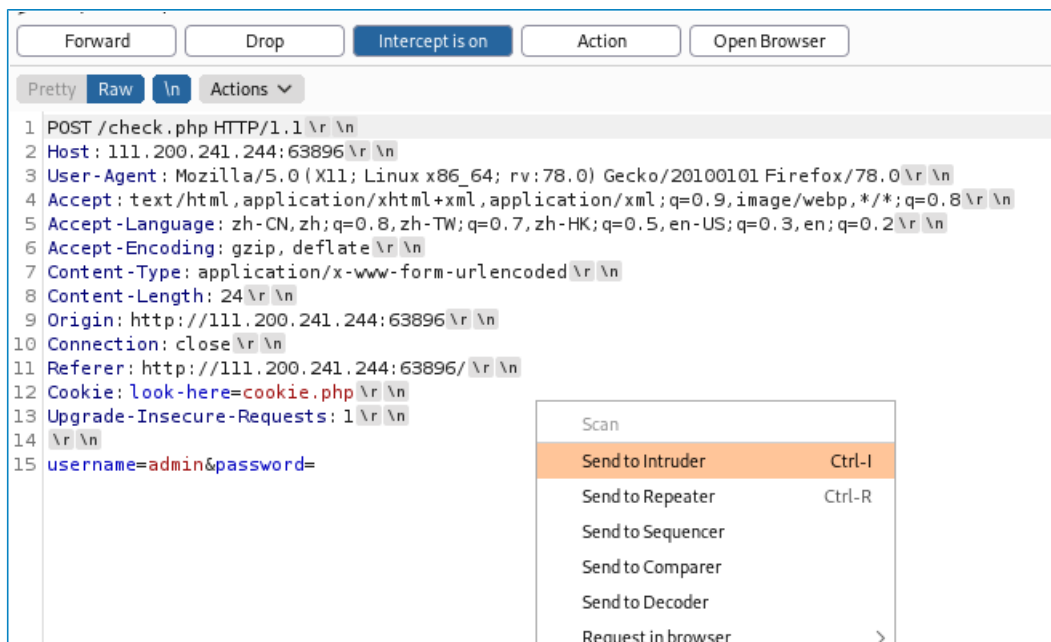 Forward Drop Intercept is on Action Open Browser
Pretty Raw \n Actions
1 POST /check.php HTTP/1.1 \r \n
2 Host: 111.200.241.244:63896 \r \n
3 User-Agent: Mozilla/5.0 (X11; Linux x86_64; rv:78.0) Gecko/20100101 Firefox/78.0 \r \n
4 Accept: text/html,application/xhtml+xml,application/xml;q=0.9,image/webp,*/*;q=0.8 \r \n
5 Accept-Language: zh-CN,zh;q=0.8,zh-TW;q=0.7,zh-HK;q=0.5,en-US;q=0.3,en;q=0.2 \r \n
6 Accept-Encoding: gzip, deflate \r \n
7 Content-Type: application/x-www-form-urlencoded \r \n
8 Content-Length: 24 \r \n
9 Origin: http://111.200.241.244:63896 \r \n
10 Connection: close \r \n
11 Referer: http://111.200.241.244:63896/ \r \n
12 Cookie: look-here=cookie.php \r \n
13 Upgrade-Insecure-Requests: 1 \r \n
14 \r \n
15 username=admin&password=
Scan
Send to Intruder Ctrl-I
Send to Repeater Ctrl-R
Send to Sequencer
Send to Comparer
Send to Decoder
Request in browser